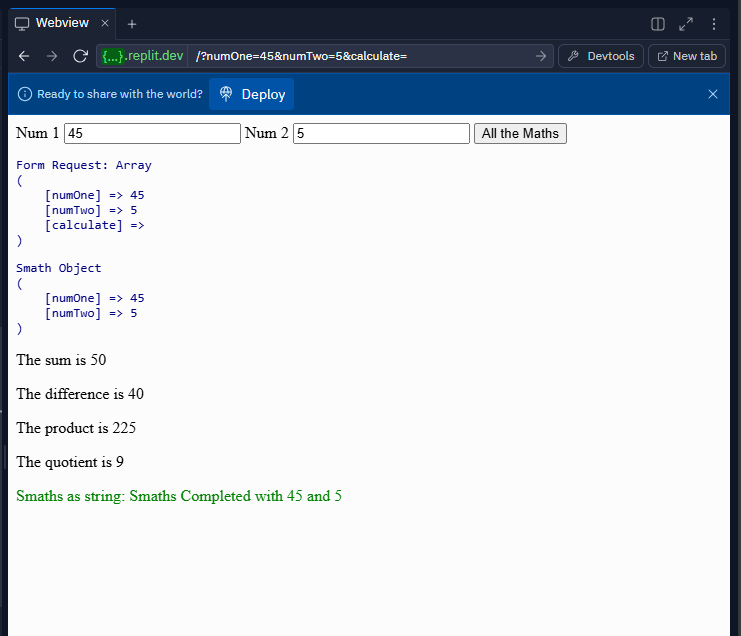 Webview
{...}.replit.dev /?numOne=45&numTwo=5&calculate= Devtools New tab
Ready to share with the world? Deploy
Num 1 45 Num 2 5 All the Maths
Form Request: Array
(
    [numOne] => 45
    [numTwo] => 5
    [calculate] =>
)
Smath Object
(
    [numOne] => 45
    [numTwo] => 5
)
The sum is 50
The difference is 40
The product is 225
The quotient is 9
Smaths as string: Smaths Completed with 45 and 5